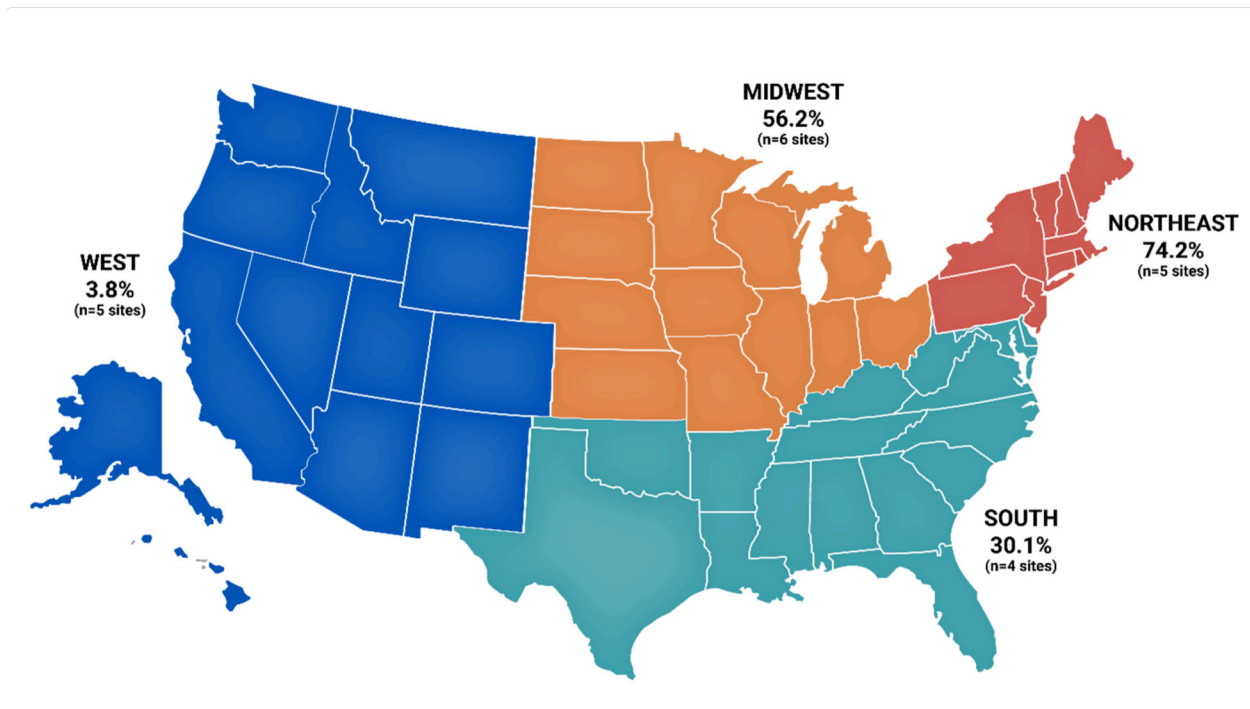 MIDWEST
56.2%
(n=6 sites)
NORTHEAST
74.2%
(n=5 sites)
WEST
3.8%
(n=5 sites)
SOUTH
30.1%
(n=4 sites)